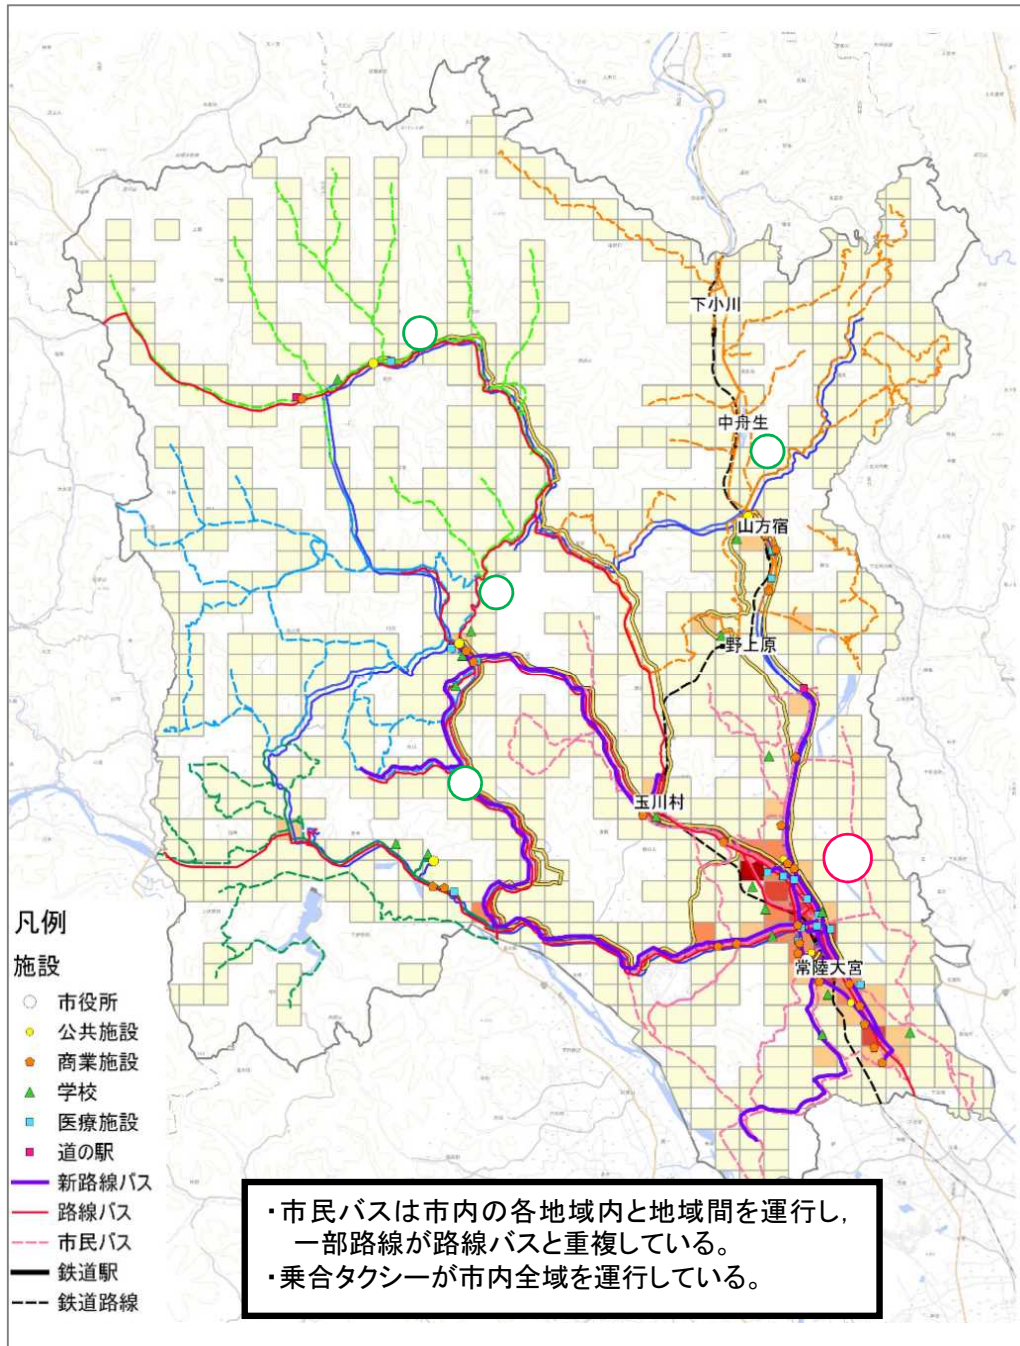 下小川
中舟生
山方宿
野上原
玉川村
常陸大宮
凡例
施設
市役所
公共施設
商業施設
学校
医療施設
道の駅
新路線バス
路線バス
市民バス
鉄道駅
鉄道路線
・市民バスは市内の各地域内と地域間を運行し,
一部路線が路線バスと重複している。
・乗合タクシーが市内全域を運行している。